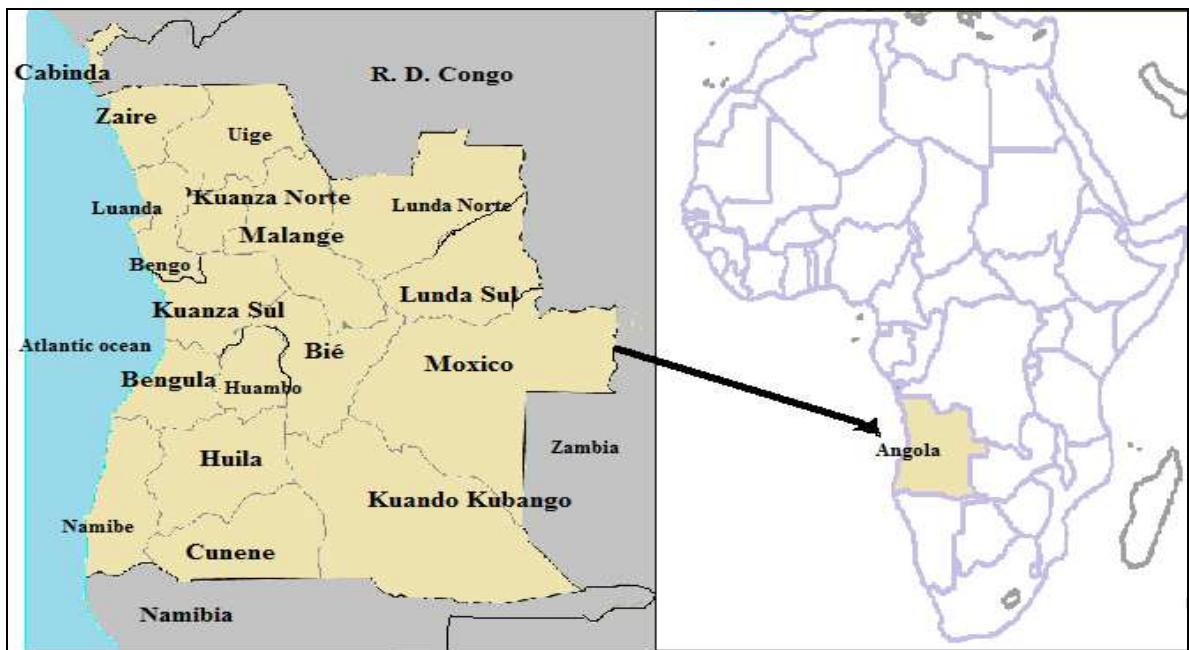 Cabinda
R. D. Congo
Zaire
Uige
'Kuanza Norte
Luanda
Lunda Norte
Malange
Bengo
Kuanza Sul
Lunda Sul
Atlantic ocean
Bié
Moxico
Bengula
Huambo
Huila
Zambia
Kuando Kubango
Namibe
Cunene
Namibia
Angola